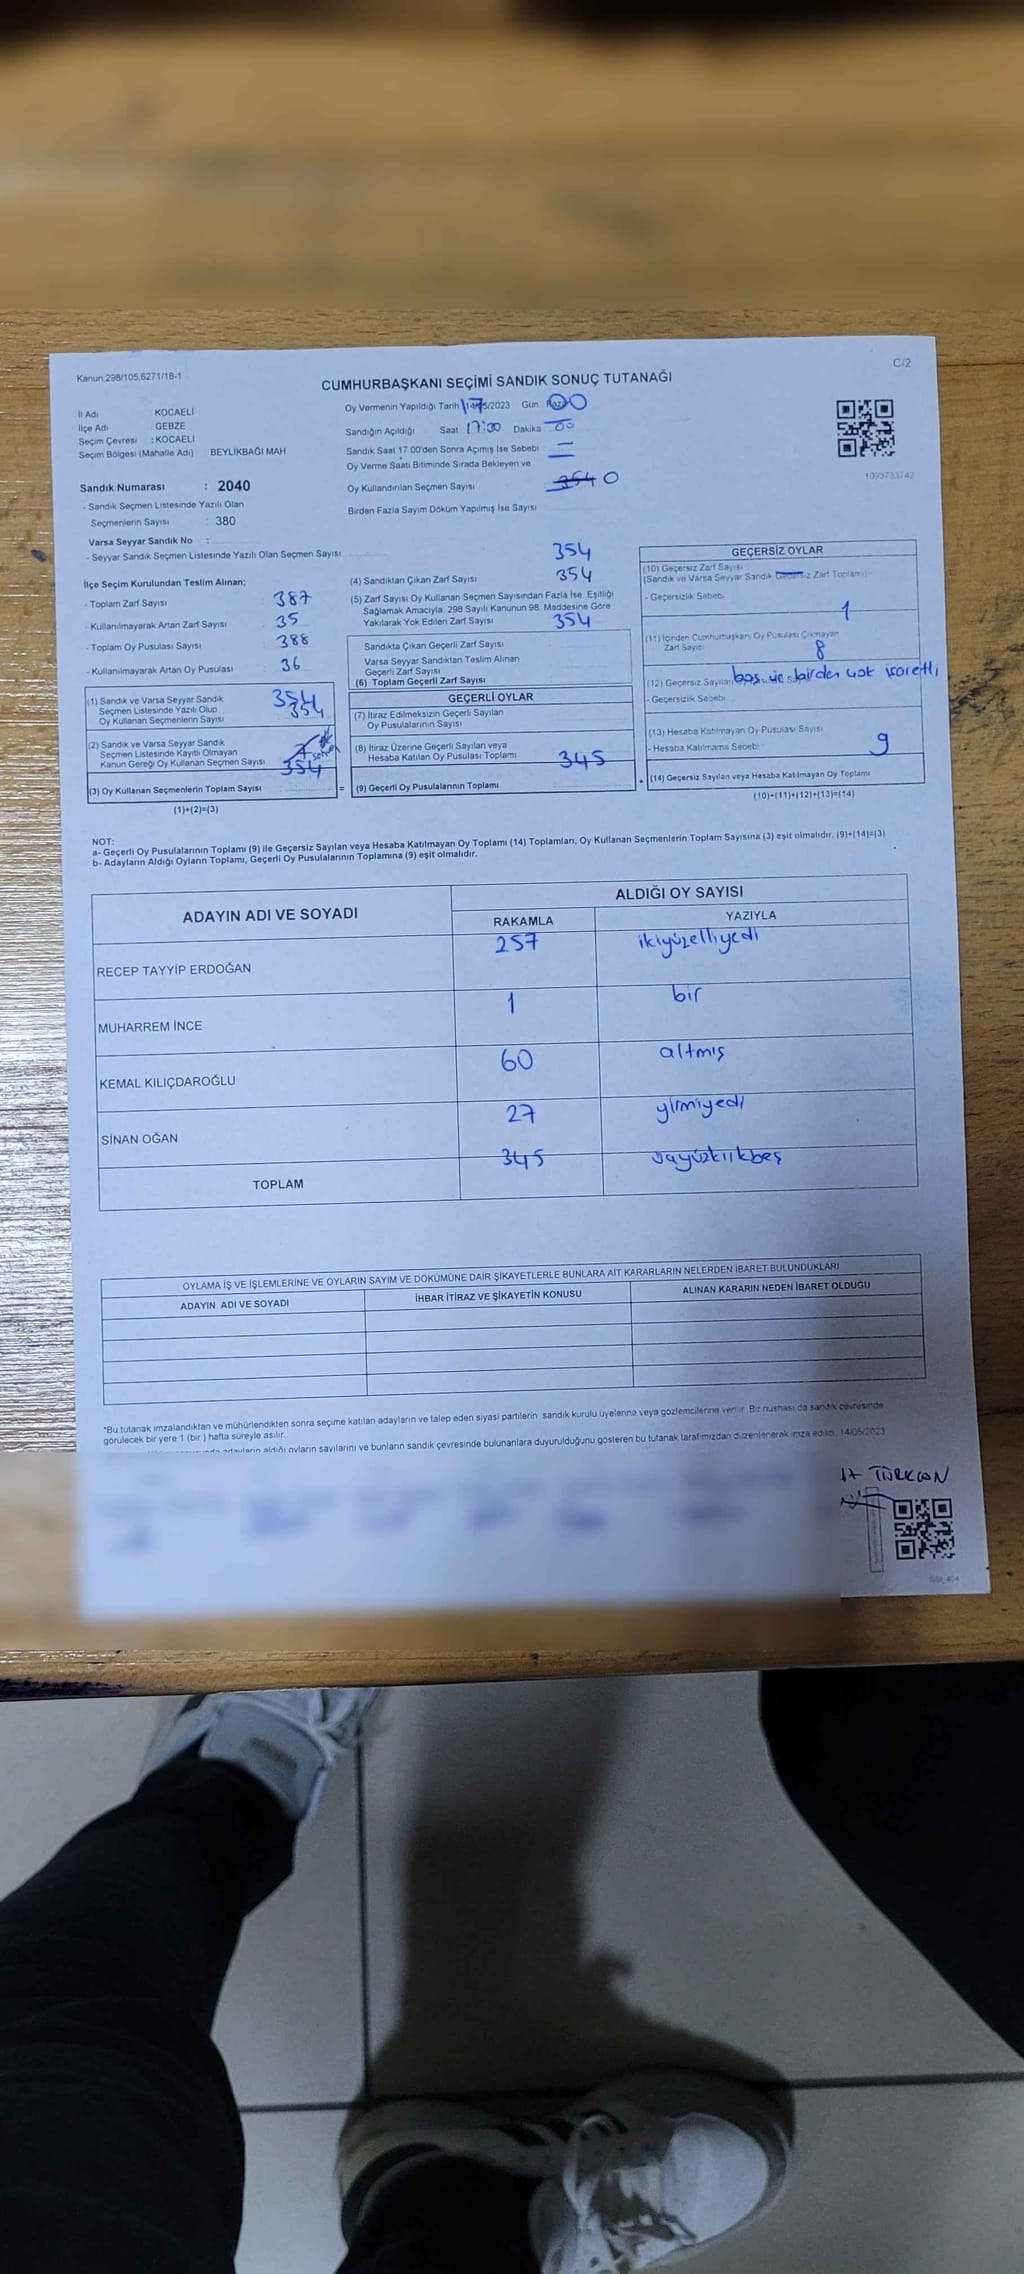 Kanun,298/105,6271/18-1
C/2
CUMHURBAŞKANI SEÇİMİ SANDIK SONUÇ TUTANAĞI
İl Adı KOCAELİ
İlçe Adı : GEBZE
Seçim Çevresi : KOCAELİ
Seçim Bölgesi (Mahalle Adı) : BEYLİKBAĞI MAH
Sandık Numarası : 2040
- Sandık Seçmen Listesinde Yazılı Olan
Seçmenlerin Sayısı : 380
Varsa Seyyar Sandık No :
- Seyyar Sandık Seçmen Listesinde Yazılı Olan Seçmen Sayısı
Oy Vermenin Yapıldığı Tarih 14/05/2023 Gün :
Sandığın Açıldığı Saat 17:30 Dakika 00
Sandık Saat 17.00'den Sonra Açımış İse Sebebi
Oy Verme Saati Bitiminde Sırada Bekleyen ve
Oy Kullandırılan Seçmen Sayısı 354 0
Birden Fazla Sayım Döküm Yapılmış İse Sayısı
1090733742
İlçe Seçim Kurulundan Teslim Alınan;
- Toplam Zarf Sayısı : 387
- Kullanılmayarak Artan Zarf Sayısı : 35
- Toplam Oy Pusulası Sayısı : 388
- Kullanılmayarak Artan Oy Pusulası : 36
(1) Sandık ve Varsa Seyyar Sandık
Seçmen Listesinde Yazılı Olup
Oy Kullanan Seçmenlerin Sayısı
354
354
(2) Sandık ve Varsa Seyyar Sandık
Seçmen Listesinde Kayıtlı Olmayan
Kanun Gereği Oy Kullanan Seçmen Sayısı
354
(3) Oy Kullanan Seçmenlerin Toplam Sayısı :
(1)+(2)=(3)
354
(4) Sandıktan Çıkan Zarf Sayısı 354
(5) Zarf Sayısı Oy Kullanan Seçmen Sayısından Fazla İse, Eşitliği
Sağlamak Amacıyla, 298 Sayılı Kanunun 98. Maddesine Göre
Yakılarak Yok Edilen Zarf Sayısı 354
Sandıkta Çıkan Geçerli Zarf Sayısı
Varsa Seyyar Sandıktan Teslim Alınan
Geçerli Zarf Sayısı
(6) Toplam Geçerli Zarf Sayısı
GEÇERLİ OYLAR
(7) İtiraz Edilmeksizin Geçerli Sayılan
Oy Pusulalarının Sayısı
(8) İtiraz Üzerine Geçerli Sayılan veya
Hesaba Katılan Oy Pusulası Toplamı 345
= (9) Geçerli Oy Pusulalarının Toplamı
GEÇERSİZ OYLAR
(10) Geçersiz Zarf Sayısı
(Sandık ve Varsa Seyyar Sandık Geçersiz Zarf Toplamı)
- Geçersizlik Sebebi
1
(11) İçinden Cumhurbaşkanı Oy Pusulası Çıkmayan
Zarf Sayısı 8
(12) Geçersiz Sayılan
- Geçersizlik Sebebi
boş ve birden çok işaretli
(13) Hesaba Katılmayan Oy Pusulası Sayısı
- Hesaba Katılmama Sebebi 9
+ (14) Geçersiz Sayılan veya Hesaba Katılmayan Oy Toplamı
(10)+(11)+(12)+(13)=(14)
NOT:
a- Geçerli Oy Pusulalarının Toplamı (9) ile Geçersiz Sayılan veya Hesaba Katılmayan Oy Toplamı (14) Toplamları, Oy Kullanan Seçmenlerin Toplam Sayısına (3) eşit olmalıdır. (9)+(14)=(3)
b- Adayların Aldığı Oyların Toplamı, Geçerli Oy Pusulalarının Toplamına (9) eşit olmalıdır.
ADAYIN ADI VE SOYADI ALDIĞI OY SAYISI
RAKAMLA YAZIYLA
RECEP TAYYİP ERDOĞAN 257 ikiyüzelliyedi
MUHARREM İNCE 1 bir
KEMAL KILIÇDAROĞLU 60 altmış
SİNAN OĞAN 27 yirmiyedi
TOPLAM 345
OYLAMA İŞ VE İŞLEMLERİNE VE OYLARIN SAYIM VE DÖKÜMÜNE DAİR ŞİKAYETLERLE BUNLARA AİT KARARLARIN NELERDEN İBARET BULUNDUKLARI
ADAYIN ADI VE SOYADI İHBAR İTİRAZ VE ŞİKAYETİN KONUSU ALINAN KARARIN NEDEN İBARET OLDUĞU
*Bu tutanak imzalandıktan ve mühürlendikten sonra seçime katılan adayların ve talep eden siyasi partilerin sandık kurulu üyelerine veya gözlemcilerine verilir. Bir nüshası da sandık çevresinde
görülecek bir yere 1 (bir ) hafta süreyle asılır.
adayların aldığı oyların sayılarını ve bunların sandık çevresinde bulunanlara duyurulduğunu gösteren bu tutanak tarafımızdan düzenlenerek imza edildi. 14/05/2023
TÜRKCAN